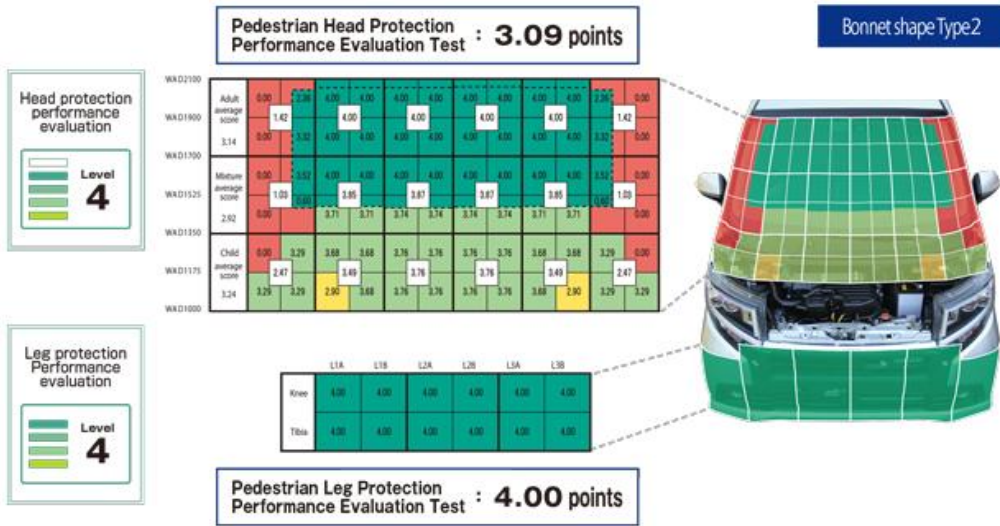 Pedestrian Head Protection
Performance Evaluation Test : 3.09 points
Bonnet shape Type2
Head protection
performance
evaluation
Level
4
WAD2100
WAD1900
WAD1700
WAD1525
WAD1350
WAD1175
WAD1000
Adult
average
score
3.14
0.00 2.36 4.00 4.00 4.00 4.00 4.00 4.00 4.00 4.00 2.36 0.00
1.42 4.00 4.00 4.00 4.00 1.42
0.00 3.32 4.00 4.00 4.00 4.00 4.00 4.00 4.00 4.00 3.32 0.00
Mixture
average
score
2.92
0.00 3.52 4.00 4.00 4.00 4.00 4.00 4.00 4.00 4.00 3.52 0.00
1.03 3.85 3.87 3.87 3.85 1.03
0.00 0.60 3.71 3.71 3.74 3.74 3.74 3.74 3.71 3.71 0.60 0.00
Child
average
score
3.24
0.00 3.29 3.68 3.68 3.76 3.76 3.76 3.76 3.68 3.68 3.29 0.00
2.47 3.49 3.76 3.76 3.49 2.47
3.29 3.29 2.90 3.68 3.76 3.76 3.76 3.76 3.68 2.90 3.29 3.29
Leg protection
Performance
evaluation
Level
4
L1A L1B L2A L2B L3A L3B
Knee 4.00 4.00 4.00 4.00 4.00 4.00
Tibia 4.00 4.00 4.00 4.00 4.00 4.00
Pedestrian Leg Protection
Performance Evaluation Test : 4.00 points